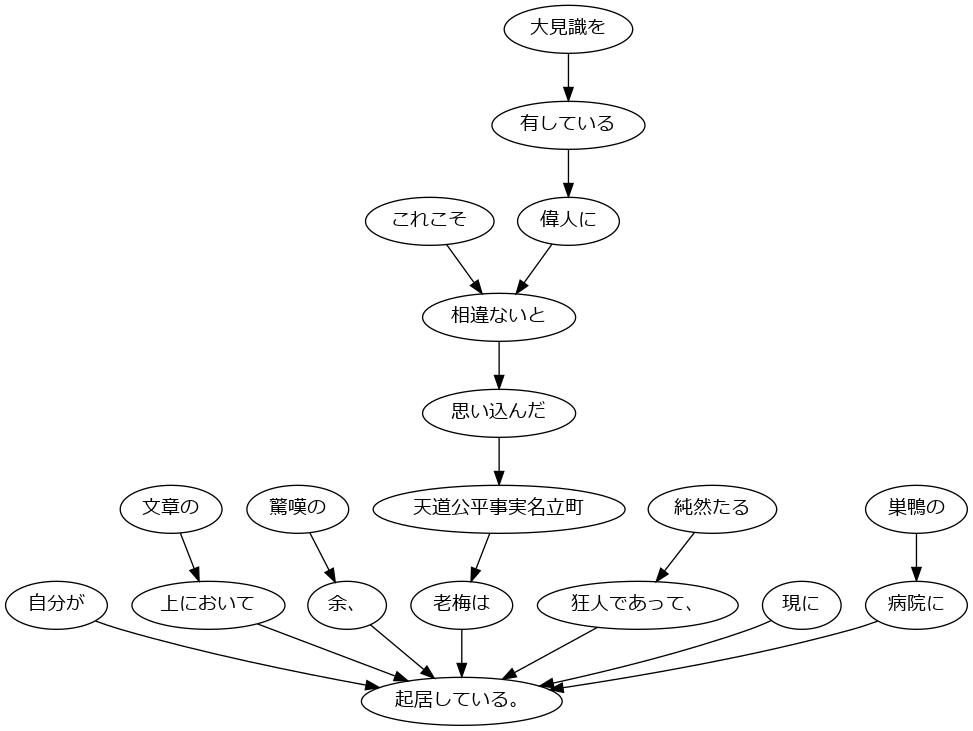 大見識を
有している
これこそ
偉人に
相違ないと
思い込んだ
文章の
驚嘆の
天道公平事実名立町
純然たる
巣鴨の
自分が
上において
余、
老梅は
狂人であって、
現に
病院に
起居している。